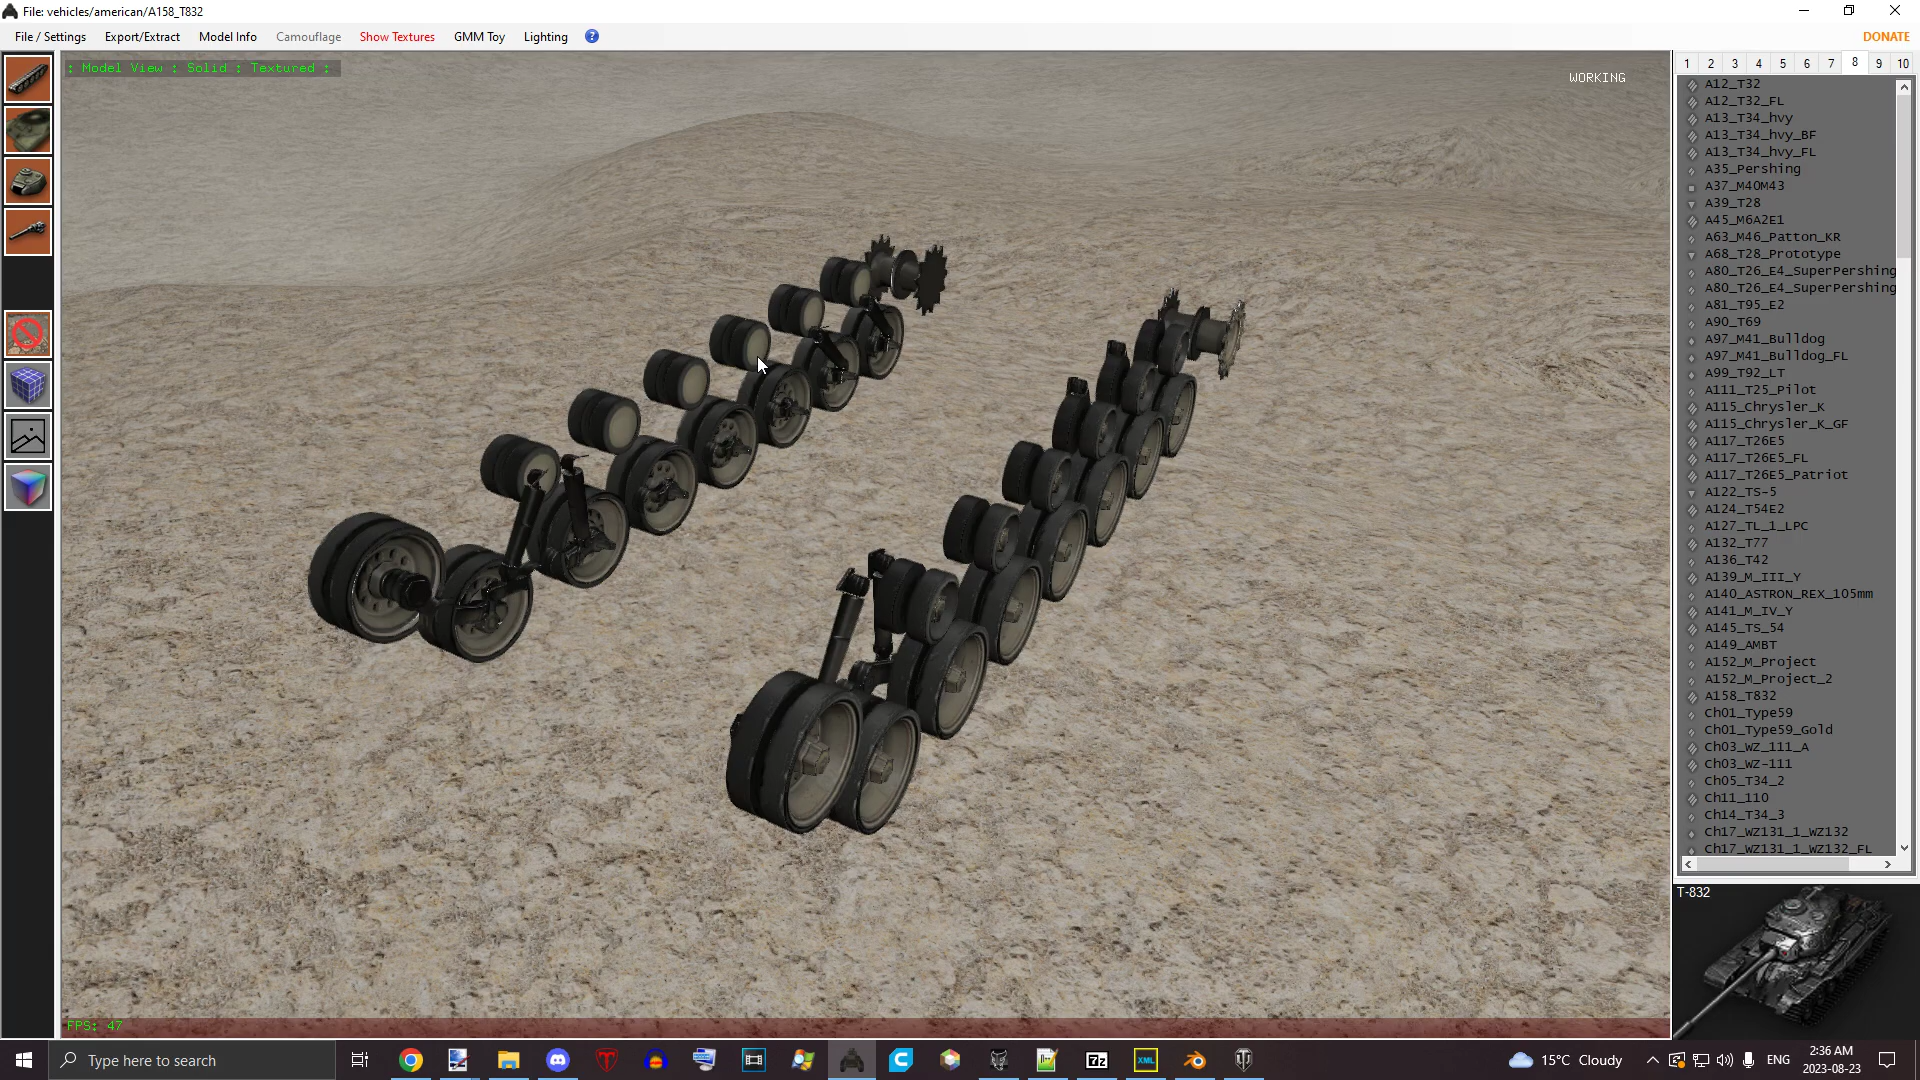 File: vehicles/american/A158_T832
File / Settings
Export/Extract
Model Info
Camouflage
Show Textures
GMM Toy
Lighting
?
DONATE
: Model View : Solid : Textured :
WORKING
1 2 3 4 5 6 7 8 9 10
A12_T32
A12_T32_FL
A13_T34_hvy
A13_T34_hvy_BF
A13_T34_hvy_FL
A35_Pershing
A37_M40M43
A39_T28
A45_M6A2E1
A63_M46_Patton_KR
A68_T28_Prototype
A80_T26_E4_SuperPershing
A80_T26_E4_SuperPershing
A81_T95_E2
A90_T69
A97_M41_Bulldog
A97_M41_Bulldog_FL
A99_T92_LT
A111_T25_Pilot
A115_Chrysler_K
A115_Chrysler_K_GF
A117_T26E5
A117_T26E5_FL
A117_T26E5_Patriot
A122_TS-5
A124_T54E2
A127_TL_1_LPC
A132_T77
A136_T42
A139_M_III_Y
A140_ASTRON_REX_105mm
A141_M_IV_Y
A145_TS_54
A149_AMBT
A152_M_Project
A152_M_Project_2
A158_T832
Ch01_Type59
Ch01_Type59_Gold
Ch03_WZ_111_A
Ch03_WZ-111
Ch05_T34_2
Ch11_110
Ch14_T34_3
Ch17_WZ131_1_WZ132
Ch17_WZ131_1_WZ132_FL
T-832
FPS: 47
Type here to search
7z
XML
15°C Cloudy
ENG
2:36 AM
2023-08-23